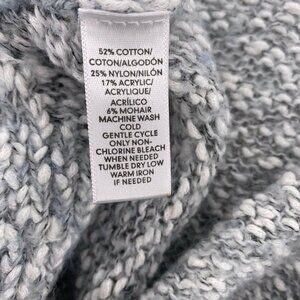 52% COTTON/
COTON/ALGODÓN
25% NYLON/NILÓN
17% ACRYLIC/
ACRYLIQUE/
ACRÍLICO
6% MOHAIR
MACHINE WASH
COLD
GENTLE CYCLE
ONLY NON-
CHLORINE BLEACH
WHEN NEEDED
TUMBLE DRY LOW
WARM IRON
IF NEEDED